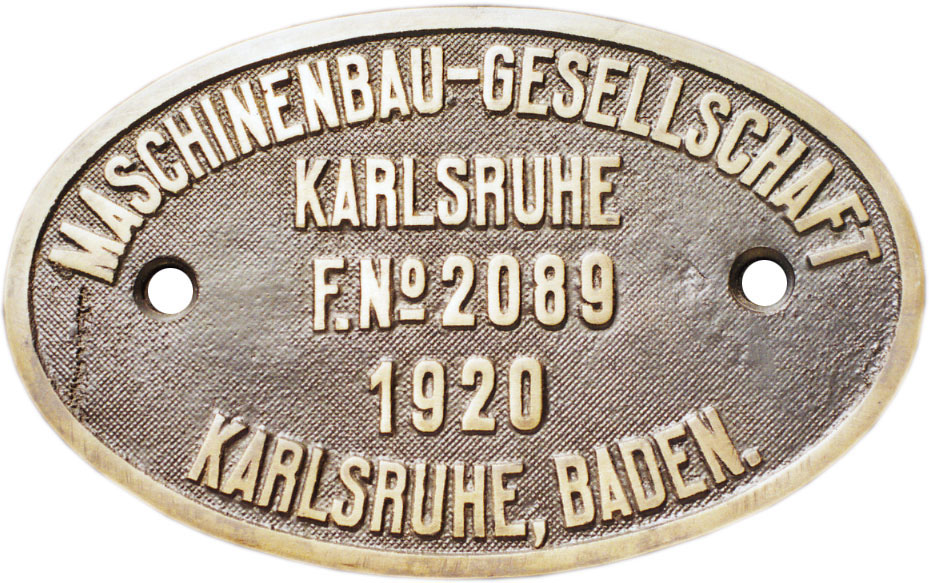 MASCHINENBAU-GESELLSCHAFT
KARLSRUHE
F.Nº 2089
1920
KARLSRUHE, BADEN.